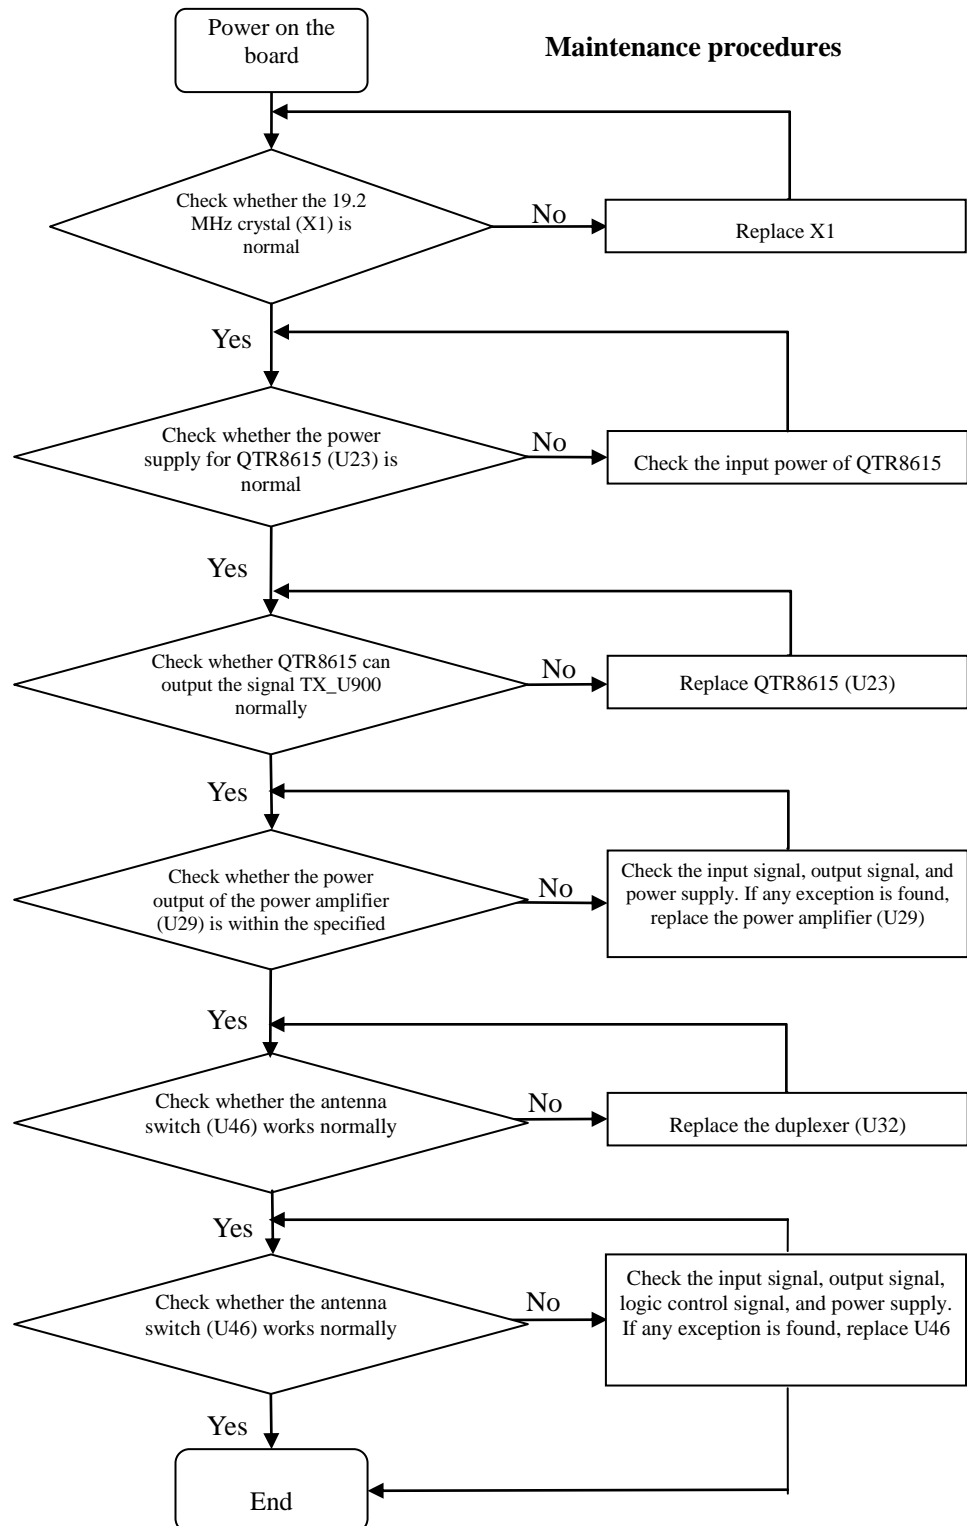 Power on the
board
Maintenance procedures
Check whether the 19.2
MHz crystal (X1) is
normal
No
Replace X1
Yes
Check whether the power
supply for QTR8615 (U23) is
normal
No
Check the input power of QTR8615
Yes
Check whether QTR8615 can
output the signal TX_U900
normally
No
Replace QTR8615 (U23)
Yes
Check whether the power
output of the power amplifier
(U29) is within the specified
No
Check the input signal, output signal, and
power supply. If any exception is found,
replace the power amplifier (U29)
Yes
Check whether the antenna
switch (U46) works normally
No
Replace the duplexer (U32)
Yes
Check whether the antenna
switch (U46) works normally
No
Check the input signal, output signal,
logic control signal, and power supply.
If any exception is found, replace U46
Yes
End